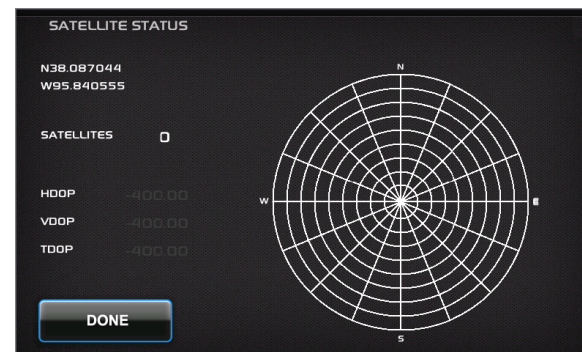 SATELLITE STATUS
N38.087044
W95.840555
SATELLITES 0
HDOP -400.00
VDOP -400.00
TDOP -400.00
DONE
N
W
E
S